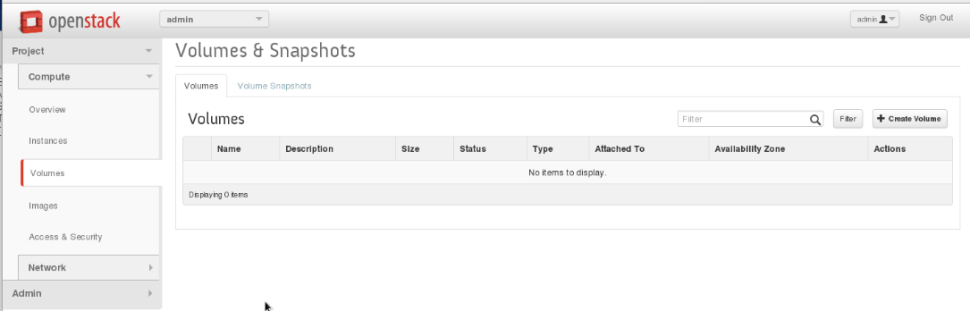 openstack admin admin Sign Out
Project
Compute
Overview
Instances
Volumes
Images
Access & Security
Network
Admin
Volumes & Snapshots
Volumes Volume Snapshots
Volumes Filter Filter + Create Volume
Name Description Size Status Type Attached To Availability Zone Actions
No items to display.
Displaying 0 items